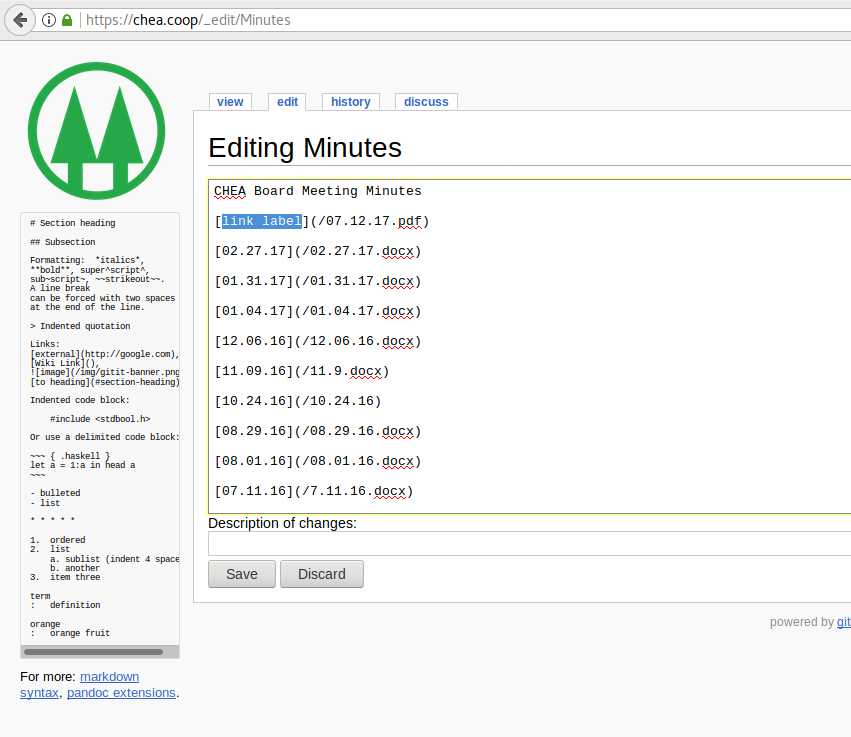 https://chea.coop/_edit/Minutes
view edit history discuss
Editing Minutes
CHEA Board Meeting Minutes
[link label](/07.12.17.pdf)
[02.27.17](/02.27.17.docx)
[01.31.17](/01.31.17.docx)
[01.04.17](/01.04.17.docx)
[12.06.16](/12.06.16.docx)
[11.09.16](/11.9.docx)
[10.24.16](/10.24.16)
[08.29.16](/08.29.16.docx)
[08.01.16](/08.01.16.docx)
[07.11.16](/7.11.16.docx)
Description of changes:
Save Discard
powered by git
# Section heading
## Subsection
Formatting:  *italics*,
**bold**, super^script^,
sub~script~, ~~strikeout~~.
A line break
can be forced with two spaces
at the end of the line.
> Indented quotation
Links:
[external](http://google.com),
[Wiki Link](),
![image](/img/gitit-banner.png
[to heading](#section-heading)
Indented code block:
    #include <stdbool.h>
Or use a delimited code block:
~~~ { .haskell }
let a = 1:a in head a
~~~
- bulleted
- list
* * * * *
1.  ordered
2.  list
    a. sublist (indent 4 space
    b. another
3.  item three
term
:   definition
orange
:   orange fruit
For more: markdown
syntax, pandoc extensions.